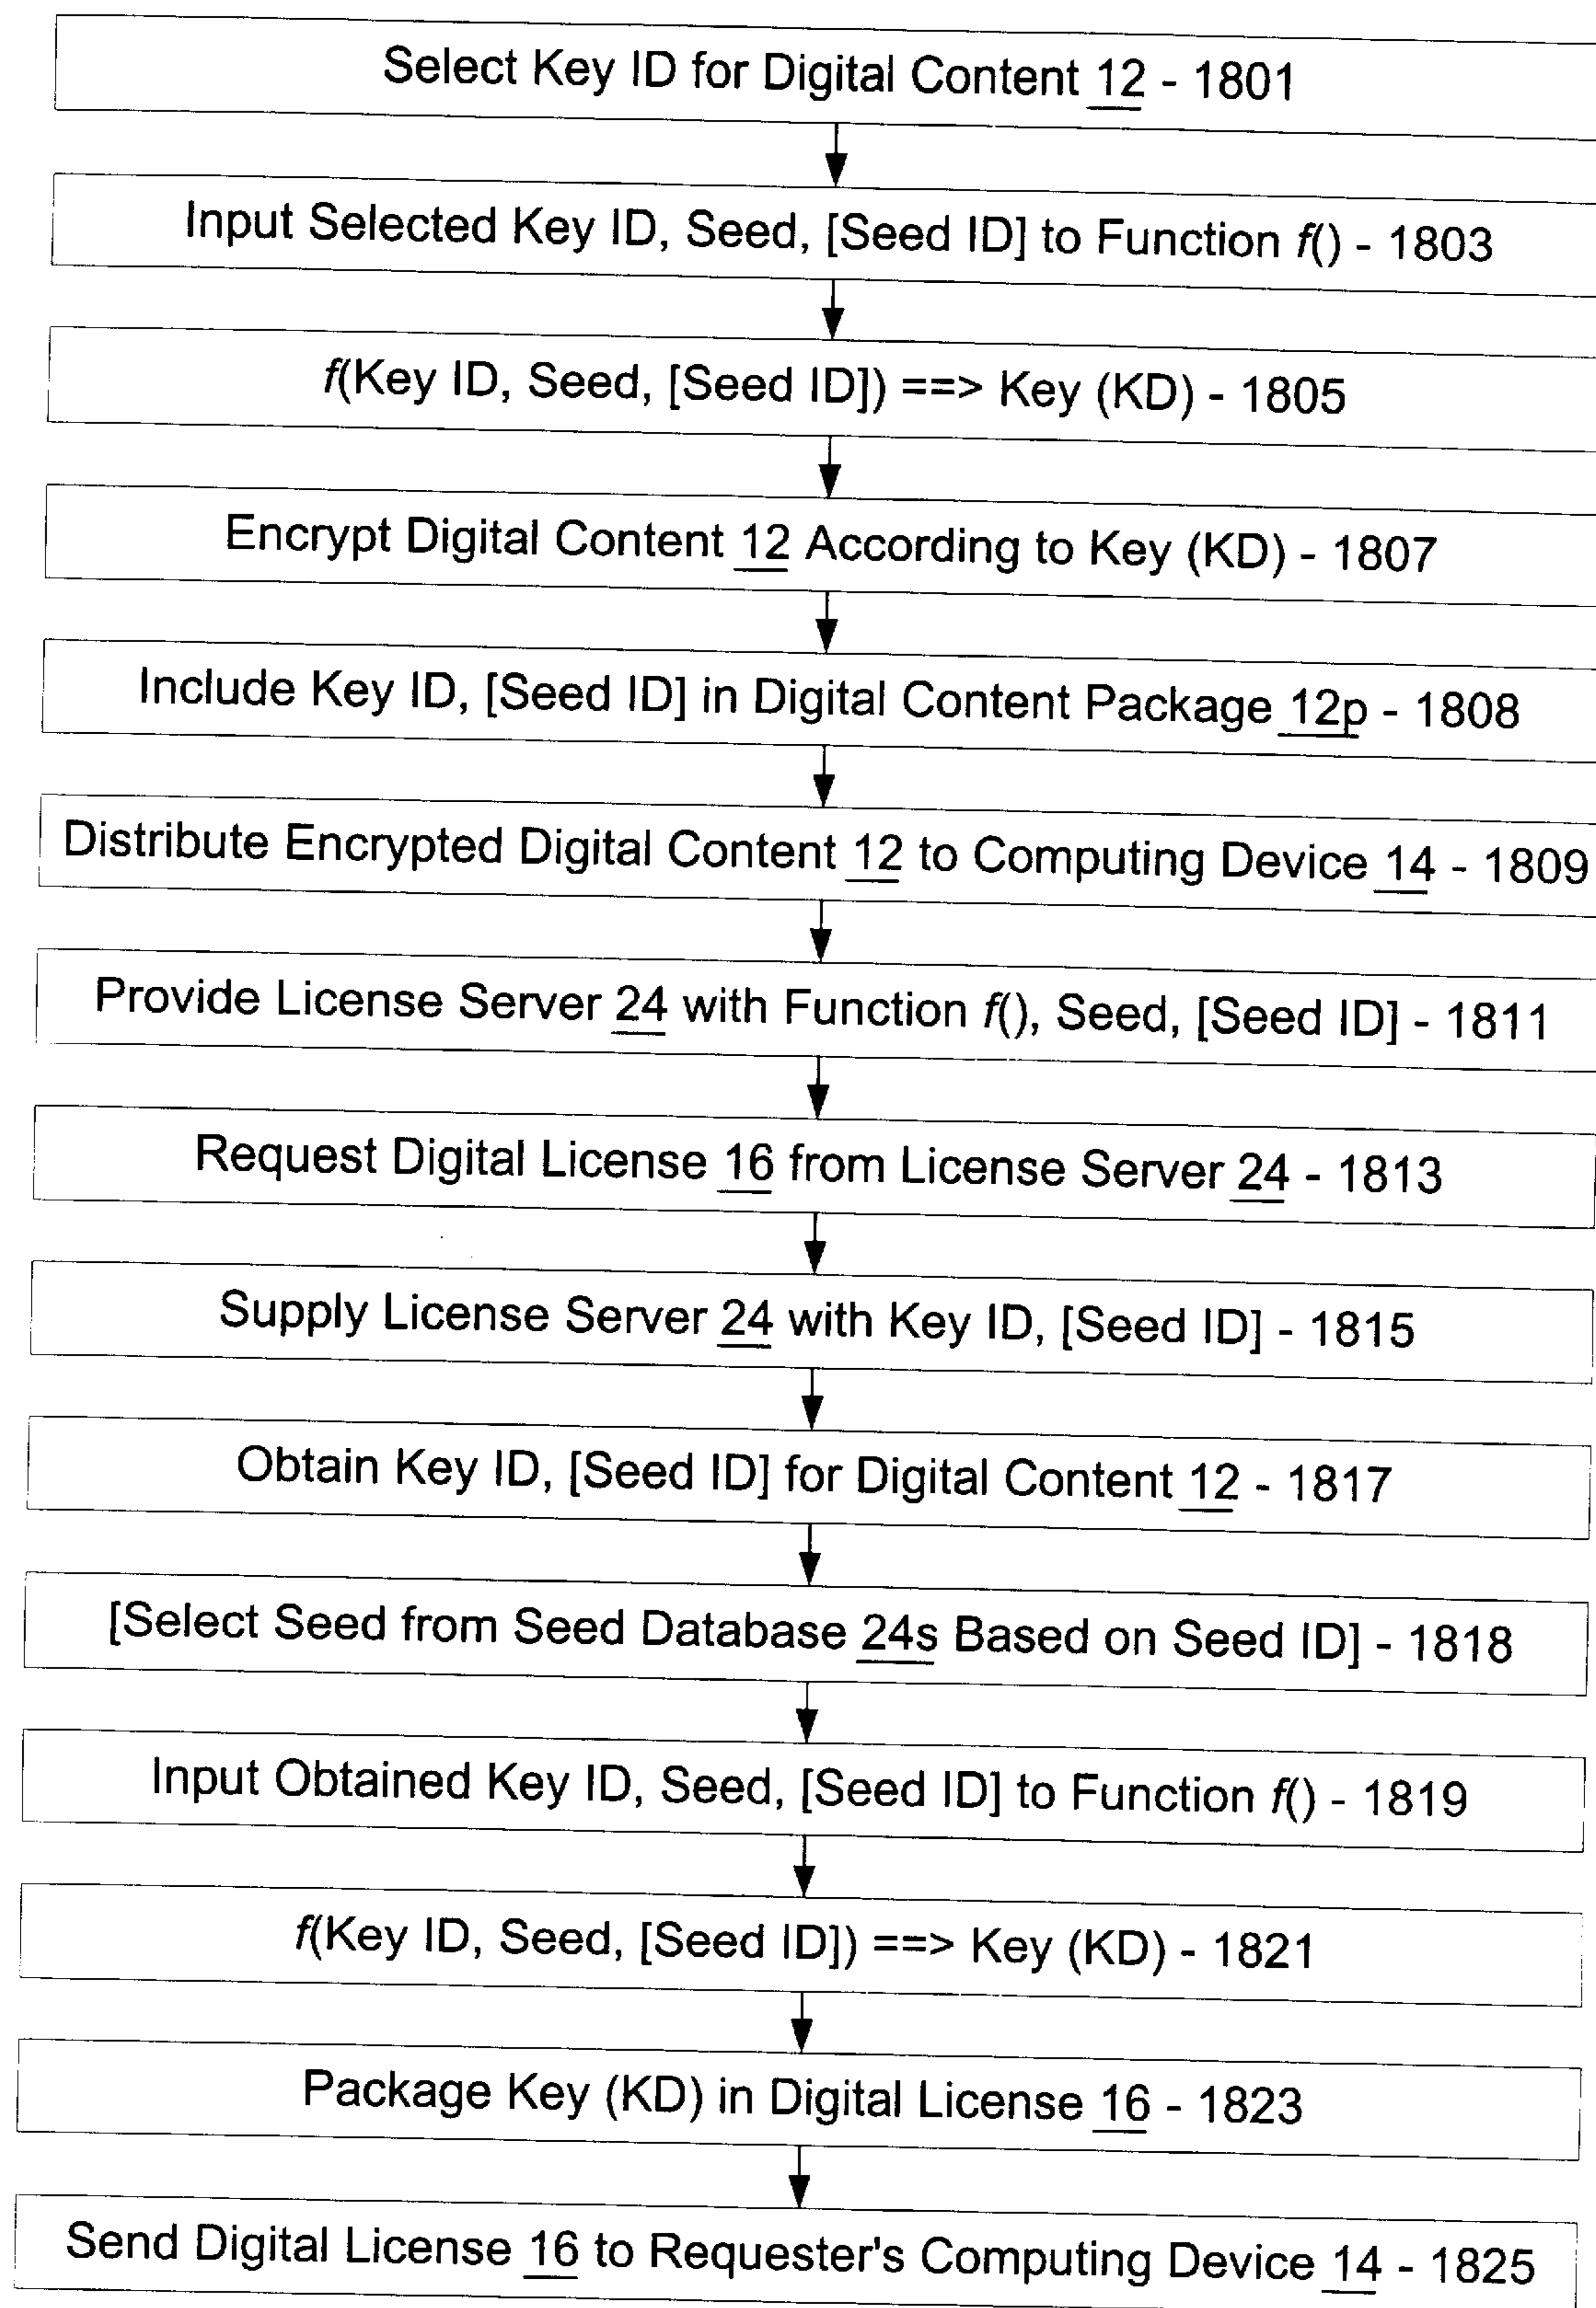 Select Key ID for Digital Content 12 - 1801
Input Selected Key ID, Seed, [Seed ID] to Function f() - 1803
f(Key ID, Seed, [Seed ID]) ==> Key (KD) - 1805
Encrypt Digital Content 12 According to Key (KD) - 1807
Include Key ID, [Seed ID] in Digital Content Package 12p - 1808
Distribute Encrypted Digital Content 12 to Computing Device 14 - 1809
Provide License Server 24 with Function f(), Seed, [Seed ID] - 1811
Request Digital License 16 from License Server 24 - 1813
Supply License Server 24 with Key ID, [Seed ID] - 1815
Obtain Key ID, [Seed ID] for Digital Content 12 - 1817
[Select Seed from Seed Database 24s Based on Seed ID] - 1818
Input Obtained Key ID, Seed, [Seed ID] to Function f() - 1819
f(Key ID, Seed, [Seed ID]) ==> Key (KD) - 1821
Package Key (KD) in Digital License 16 - 1823
Send Digital License 16 to Requester's Computing Device 14 - 1825